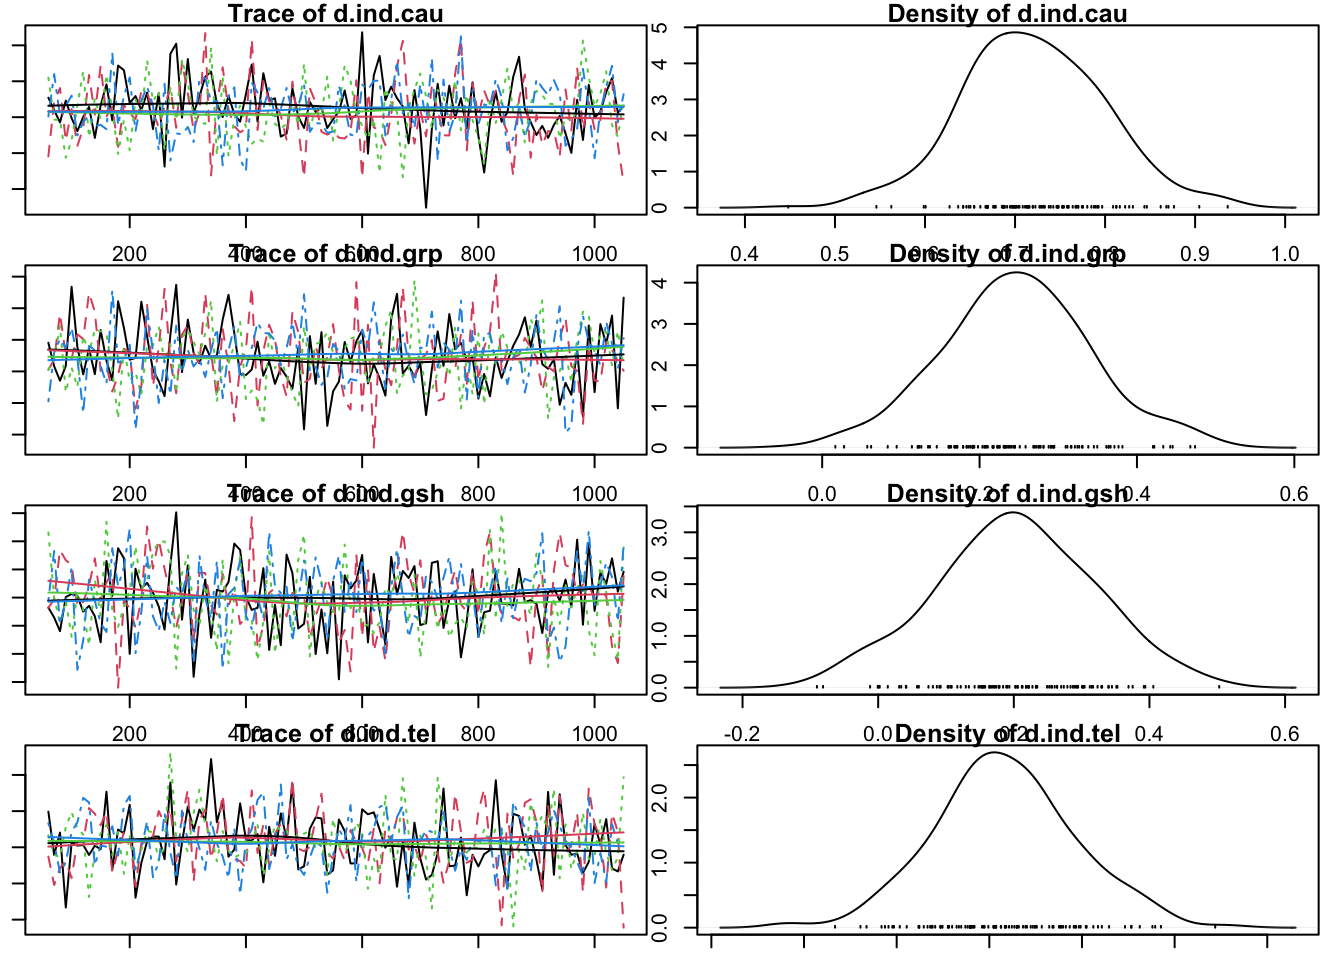 Trace of d.ind.cau
Density of d.ind.cau
0 1 2 3 4 5
200 400 600 800 1000
0.4 0.5 0.6 0.7 0.8 0.9 1.0
Trace of d.ind.grp
Density of d.ind.grp
0 1 2 3 4
200 400 600 800 1000
0.0 0.2 0.4 0.6
Trace of d.ind.gsh
Density of d.ind.gsh
0.0 1.0 2.0 3.0
200 400 600 800 1000
-0.2 0.0 0.2 0.4 0.6
Trace of d.ind.tel
Density of d.ind.tel
0.0 1.0 2.0